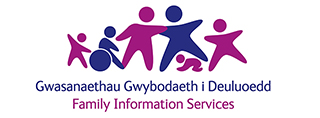 Gwasanaethau Gwybodaeth i Deuluoedd
Family Information Services